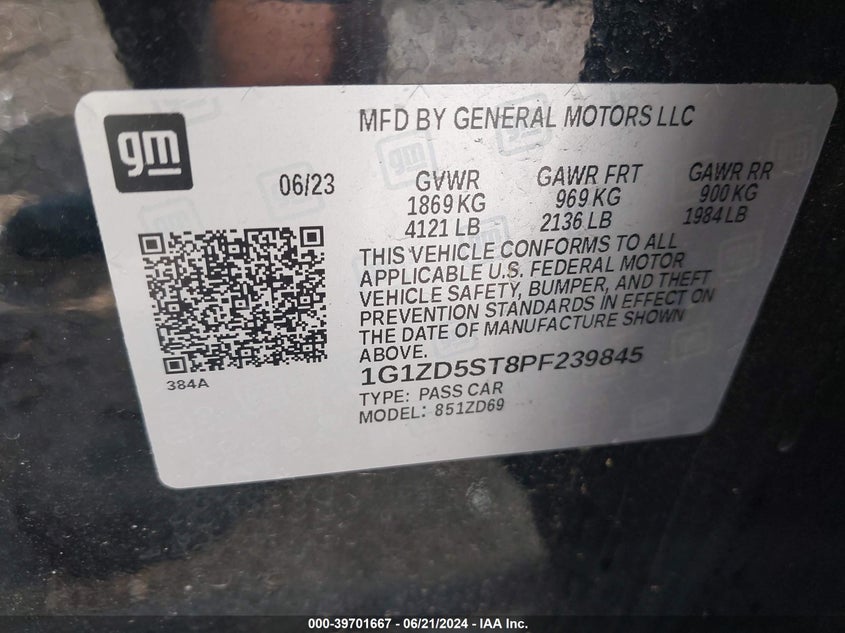 gm
MFD BY GENERAL MOTORS LLC
06/23
GVWR
1869 KG
4121 LB
GAWR FRT
969 KG
2136 LB
GAWR RR
900 KG
1984 LB
THIS VEHICLE CONFORMS TO ALL
APPLICABLE U.S. FEDERAL MOTOR
VEHICLE SAFETY, BUMPER, AND THEFT
PREVENTION STANDARDS IN EFFECT ON
THE DATE OF MANUFACTURE SHOWN
ABOVE.
1G1ZD5ST8PF239845
TYPE: PASS CAR
MODEL: 851ZD69
384A
000-39701667 - 06/21/2024 - IAA Inc.